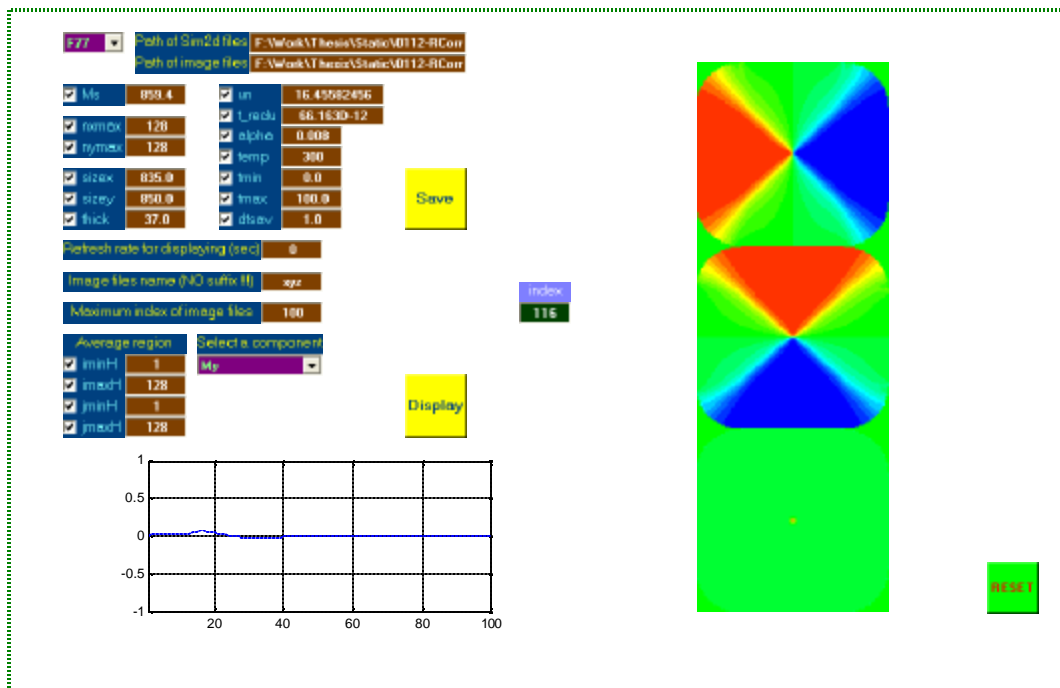 F77 Path of Sim2d files F:\Work\Thesis\Static\0112-RCorr
Path of image files F:\Work\Thesis\Static\0112-RCorr
Ms 859.4 un 16.45582456
t_redu 66.163D-12
nxmax 128 alpha 0.008
nymax 128 temp 300
sizex 835.0 tmin 0.0
sizey 850.0 tmax 100.0
thick 37.0 dtsav 1.0
Save
Refresh rate for displaying (sec) 0
Image files name (NO suffix !!!) xyz
index
Maximum index of image files 100 116
Average region Select a component
iminH 1 My
imaxH 128
jminH 1
jmaxH 128
Display
1
0.5
0
-0.5
-1
20 40 60 80 100
RESET